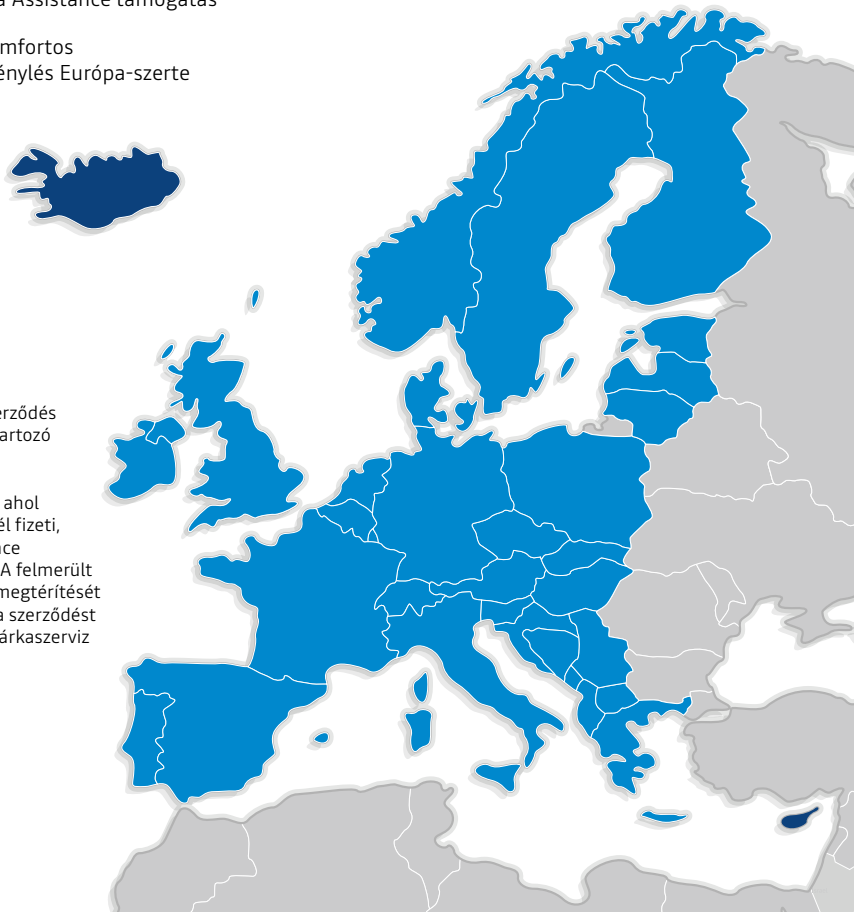 a Assistance támogatás
mfortos
énylés Európa-szerte
erződés
artozó
ahol
él fizeti,
nce
A felmerült
megtérítését
a szerződést
árkaszerviz